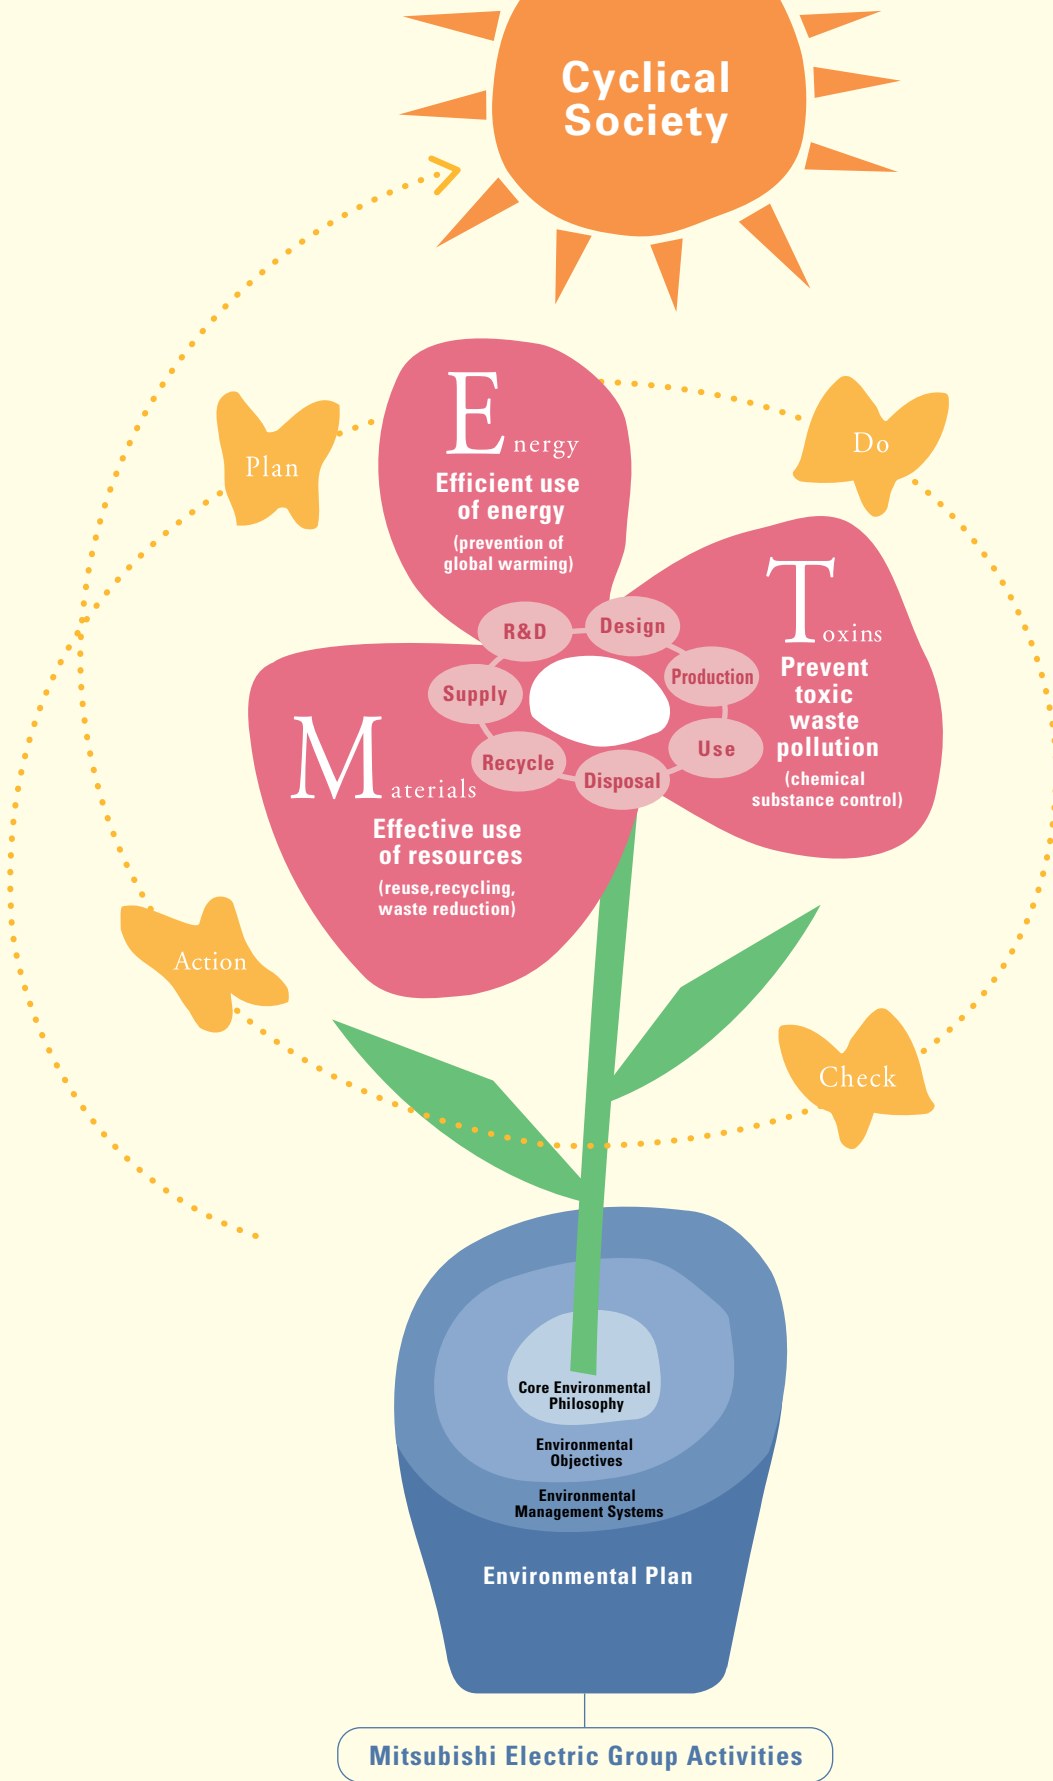 Cyclical
Society
Plan
Do
Energy
Efficient use
of energy
(prevention of
global warming)
Toxins
Prevent
toxic
waste
pollution
(chemical
substance control)
R&D
Design
Production
Use
Disposal
Recycle
Supply
Materials
Effective use
of resources
(reuse,recycling,
waste reduction)
Action
Check
Core Environmental
Philosophy
Environmental
Objectives
Environmental
Management Systems
Environmental Plan
Mitsubishi Electric Group Activities